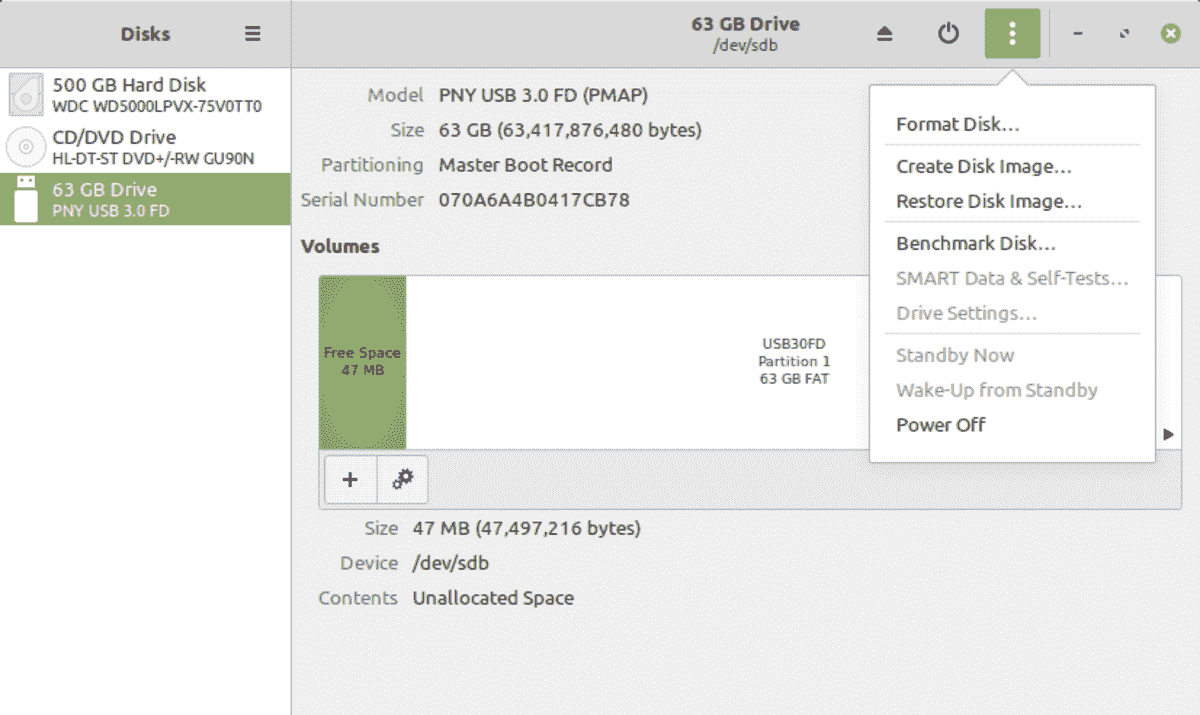 Disks
63 GB Drive
/dev/sdb
500 GB Hard Disk
WDC WD5000LPVX-75V0TT0
CD/DVD Drive
HL-DT-ST DVD+/-RW GU90N
63 GB Drive
PNY USB 3.0 FD
Model PNY USB 3.0 FD (PMAP)
Size 63 GB (63,417,876,480 bytes)
Partitioning Master Boot Record
Serial Number 070A6A4B0417CB78
Volumes
Free Space
47 MB
USB30FD
Partition 1
63 GB FAT
Size 47 MB (47,497,216 bytes)
Device /dev/sdb
Contents Unallocated Space
Format Disk...
Create Disk Image...
Restore Disk Image...
Benchmark Disk...
SMART Data & Self-Tests...
Drive Settings...
Standby Now
Wake-Up from Standby
Power Off